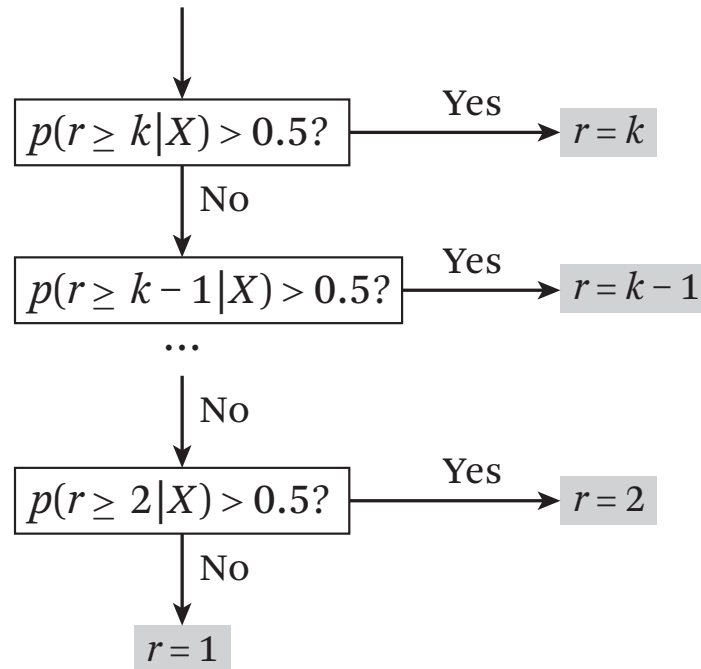 p(r ≥ k|X) > 0.5?
Yes
r = k
No
p(r ≥ k − 1|X) > 0.5?
Yes
r = k − 1
...
No
p(r ≥ 2|X) > 0.5?
Yes
r = 2
No
r = 1